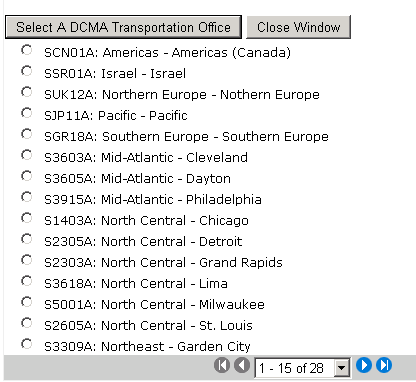 Select A DCMA Transportation Office Close Window
SCN01A: Americas - Americas (Canada)
SSR01A: Israel - Israel
SUK12A: Northern Europe - Nothern Europe
SJP11A: Pacific - Pacific
SGR18A: Southern Europe - Southern Europe
S3603A: Mid-Atlantic - Cleveland
S3605A: Mid-Atlantic - Dayton
S3915A: Mid-Atlantic - Philadelphia
S1403A: North Central - Chicago
S2305A: North Central - Detroit
S2303A: North Central - Grand Rapids
S3618A: North Central - Lima
S5001A: North Central - Milwaukee
S2605A: North Central - St. Louis
S3309A: Northeast - Garden City
1 - 15 of 28